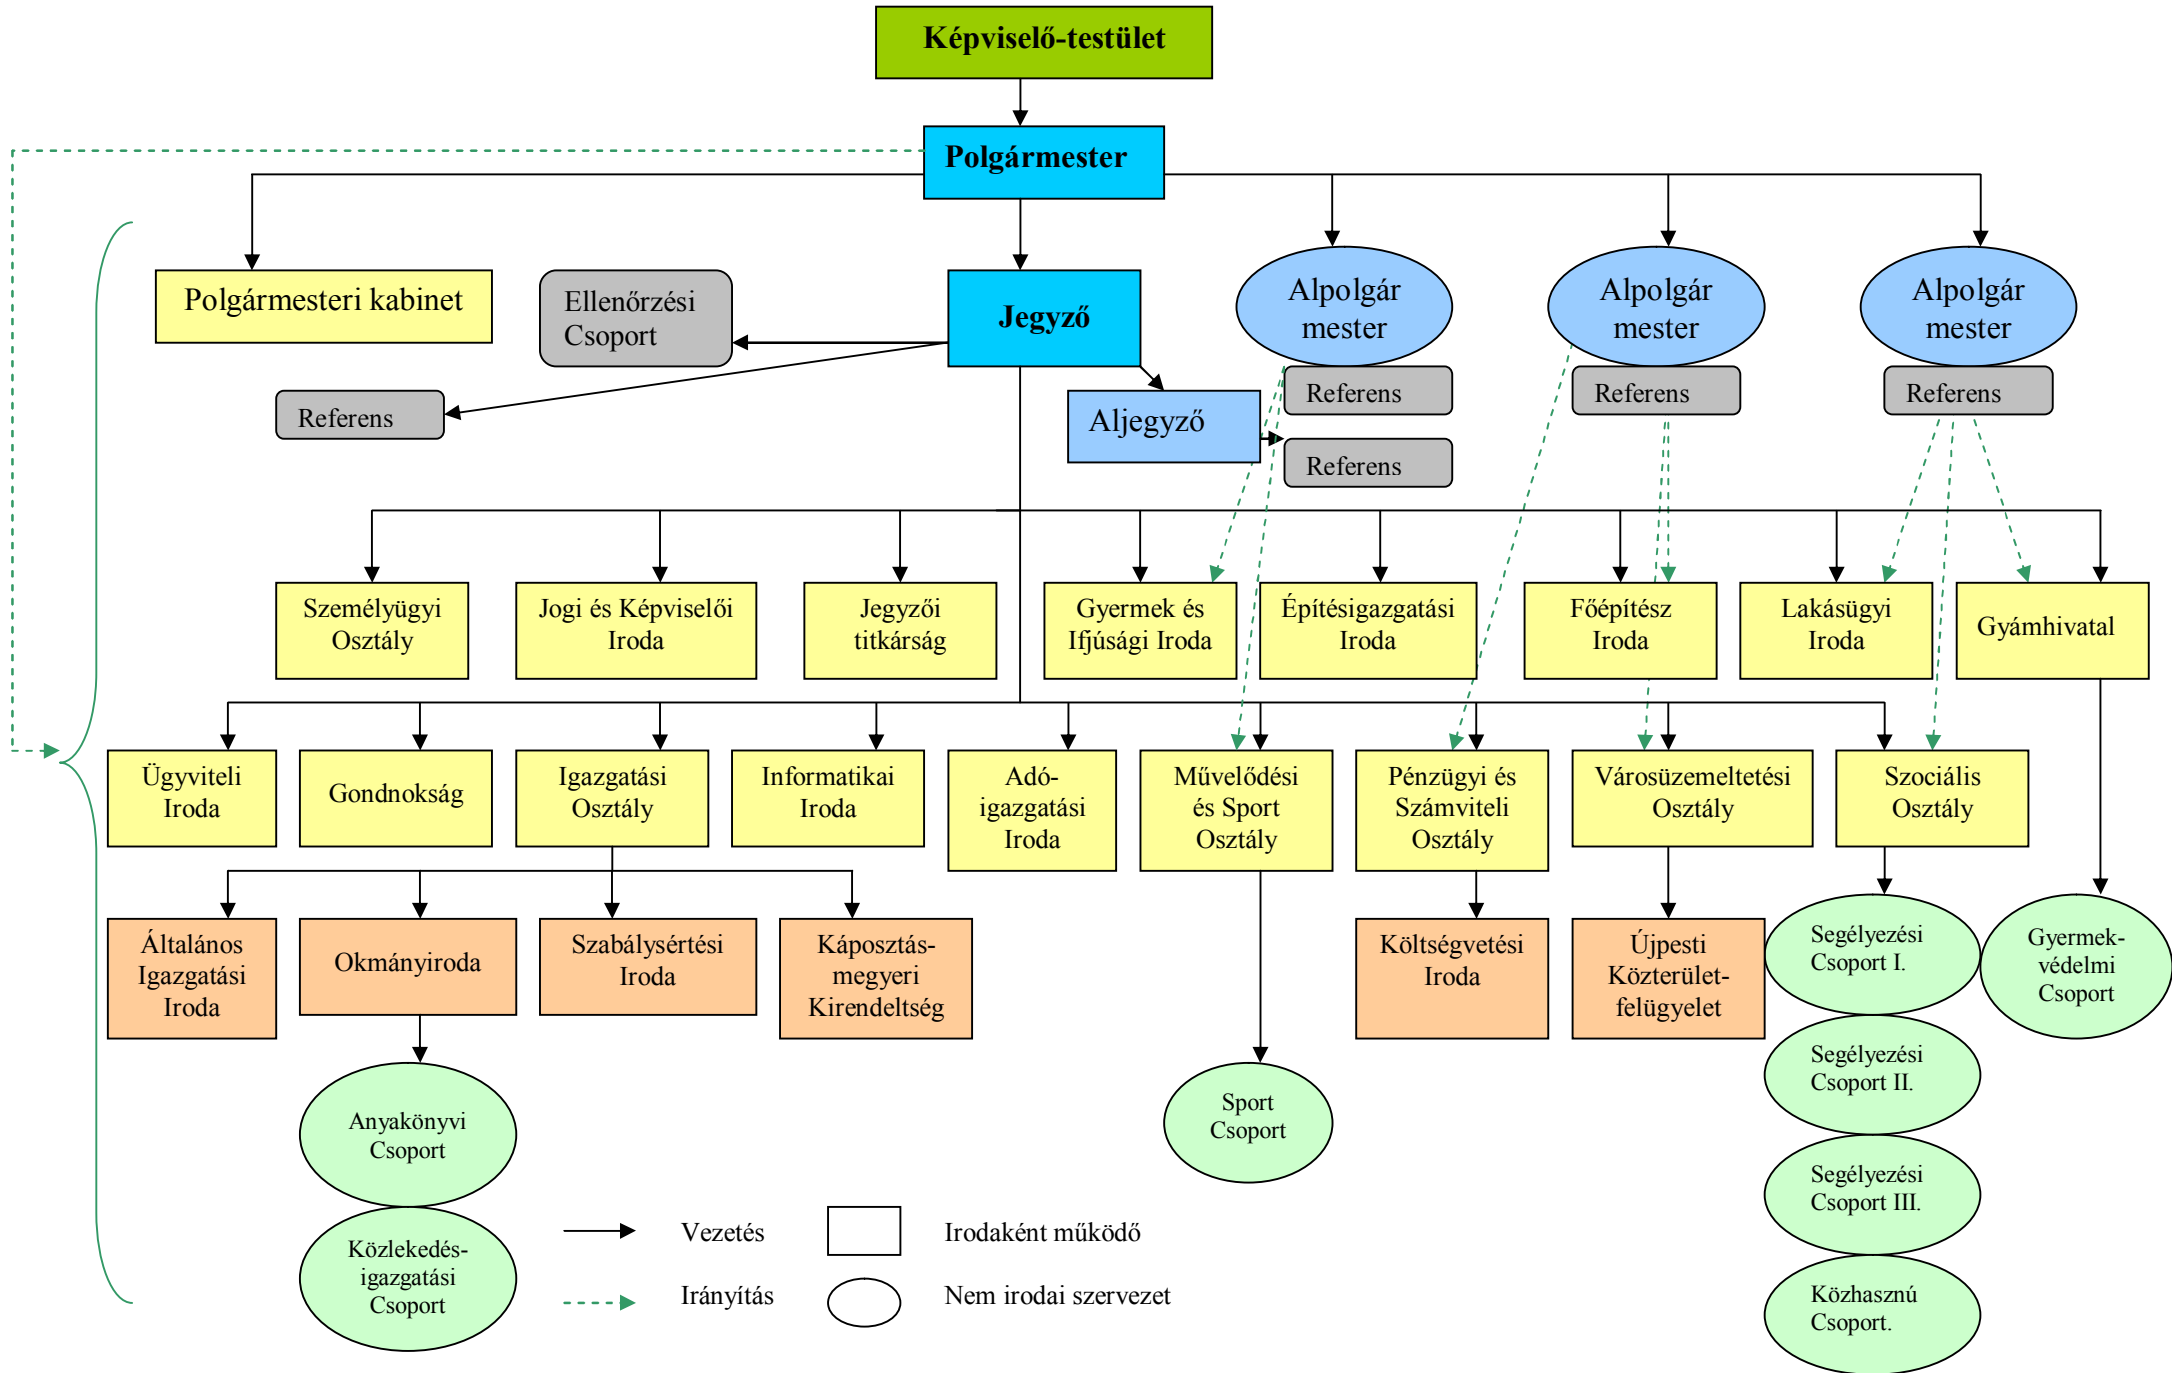 Képviselő-testület
Polgármester
Polgármesteri kabinet
Ellenőrzési
Csoport
Jegyző
Alpolgár
mester
Alpolgár
mester
Alpolgár
mester
Referens
Aljegyző
Referens
Referens
Referens
Referens
Személyügyi
Osztály
Jogi és Képviselői
Iroda
Jegyzői
titkárság
Gyermek és
Ifjúsági Iroda
Építésigazgatási
Iroda
Főépítész
Iroda
Lakásügyi
Iroda
Gyámhivatal
Ügyviteli
Iroda
Gondnokság
Igazgatási
Osztály
Informatikai
Iroda
Adó-
igazgatási
Iroda
Művelődési
és Sport
Osztály
Pénzügyi és
Számviteli
Osztály
Városüzemeltetési
Osztály
Szociális
Osztály
Általános
Igazgatási
Iroda
Okmányiroda
Szabálysértési
Iroda
Káposztás-
megyeri
Kirendeltség
Költségvetési
Iroda
Újpesti
Közterület-
felügyelet
Segélyezési
Csoport I.
Gyermek-
védelmi
Csoport
Segélyezési
Csoport II.
Anyakönyvi
Csoport
Sport
Csoport
Segélyezési
Csoport III.
Közlekedés-
igazgatási
Csoport
Közhasznú
Csoport.
Vezetés
Irodaként működő
Irányítás
Nem irodai szervezet